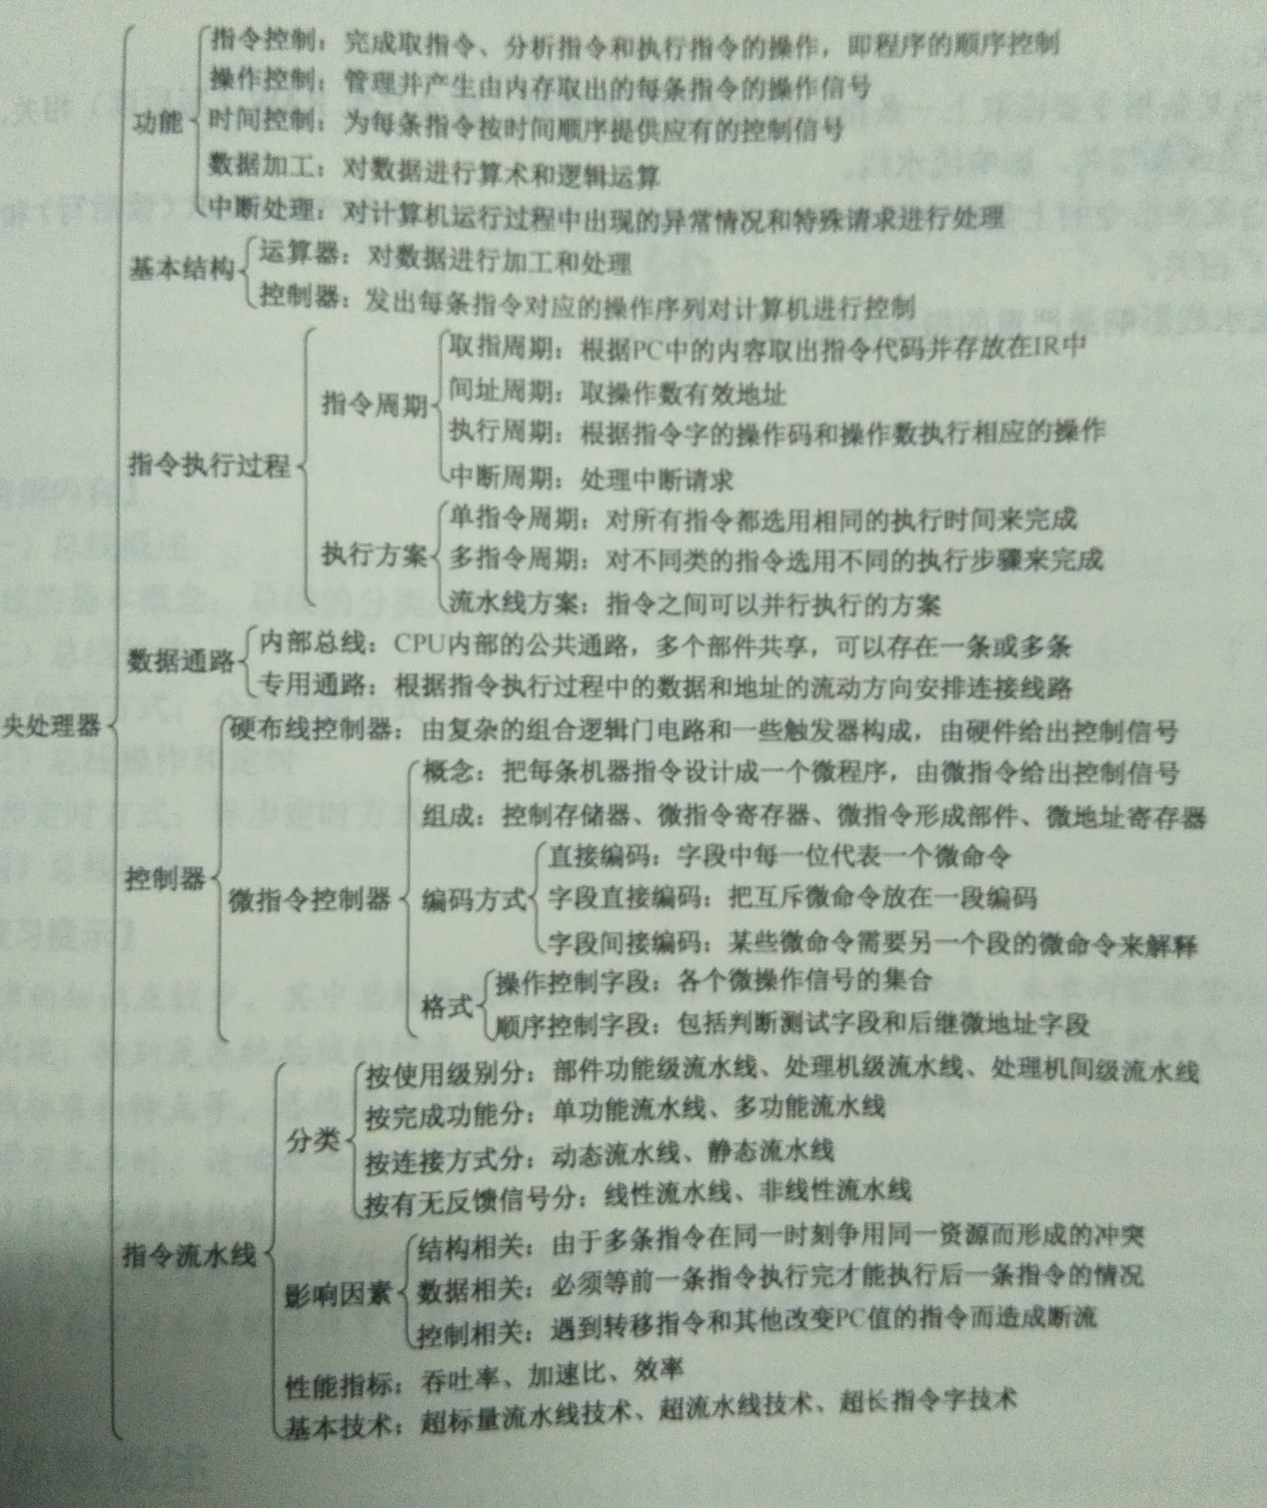 指令控制：完成取指令、分析指令和执行指令的操作，即程序的顺序控制
操作控制：管理并产生由内存取出的每条指令的操作信号
功能
时间控制：为每条指令按时间顺序提供应有的控制信号
数据加工：对数据进行算术和逻辑运算
中断处理：对计算机运行过程中出现的异常情况和特殊请求进行处理
基本结构
运算器：对数据进行加工和处理
控制器：发出每条指令对应的操作序列对计算机进行控制
指令执行过程
指令周期
取指周期：根据PC中的内容取出指令代码并存放在IR中
间址周期：取操作数有效地址
执行周期：根据指令字的操作码和操作数执行相应的操作
中断周期：处理中断请求
执行方案
单指令周期：对所有指令都选用相同的执行时间来完成
多指令周期：对不同类的指令选用不同的执行步骤来完成
流水线方案：指令之间可以并行执行的方案
数据通路
内部总线：CPU内部的公共通路，多个部件共享，可以存在一条或多条
专用通路：根据指令执行过程中的数据和地址的流动方向安排连接线路
央处理器
控制器
硬布线控制器：由复杂的组合逻辑门电路和一些触发器构成，由硬件给出控制信号
微指令控制器
概念：把每条机器指令设计成一个微程序，由微指令给出控制信号
组成：控制存储器、微指令寄存器、微指令形成部件、微地址寄存器
编码方式
直接编码：字段中每一位代表一个微命令
字段直接编码：把互斥微命令放在一段编码
字段间接编码：某些微命令需要另一个段的微命令来解释
格式
操作控制字段：各个微操作信号的集合
顺序控制字段：包括判断测试字段和后继微地址字段
指令流水线
分类
按使用级别分：部件功能级流水线、处理机级流水线、处理机间级流水线
按完成功能分：单功能流水线、多功能流水线
按连接方式分：动态流水线、静态流水线
按有无反馈信号分：线性流水线、非线性流水线
影响因素
结构相关：由于多条指令在同一时刻争用同一资源而形成的冲突
数据相关：必须等前一条指令执行完才能执行后一条指令的情况
控制相关：遇到转移指令和其他改变PC值的指令而造成断流
性能指标：吞吐率、加速比、效率
基本技术：超标量流水线技术、超流水线技术、超长指令字技术